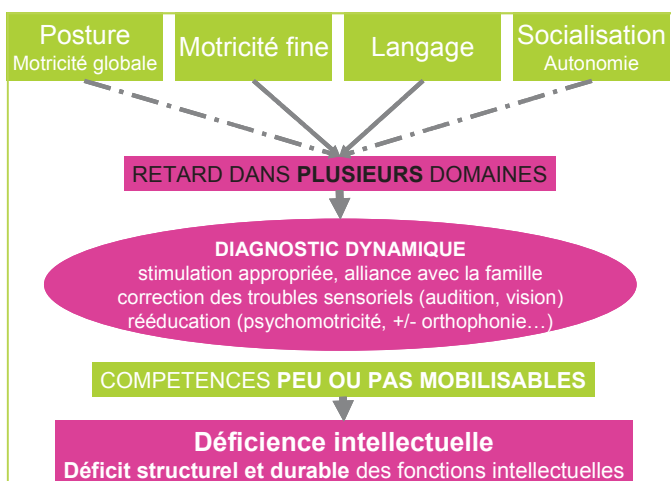 Posture
Motricité globale
Motricité fine
Langage
Socialisation
Autonomie
RETARD DANS PLUSIEURS DOMAINES
DIAGNOSTIC DYNAMIQUE
stimulation appropriée, alliance avec la famille
correction des troubles sensoriels (audition, vision)
rééducation (psychomotricité, +/- orthophonie…)
COMPETENCES PEU OU PAS MOBILISABLES
Déficience intellectuelle
Déficit structurel et durable des fonctions intellectuelles